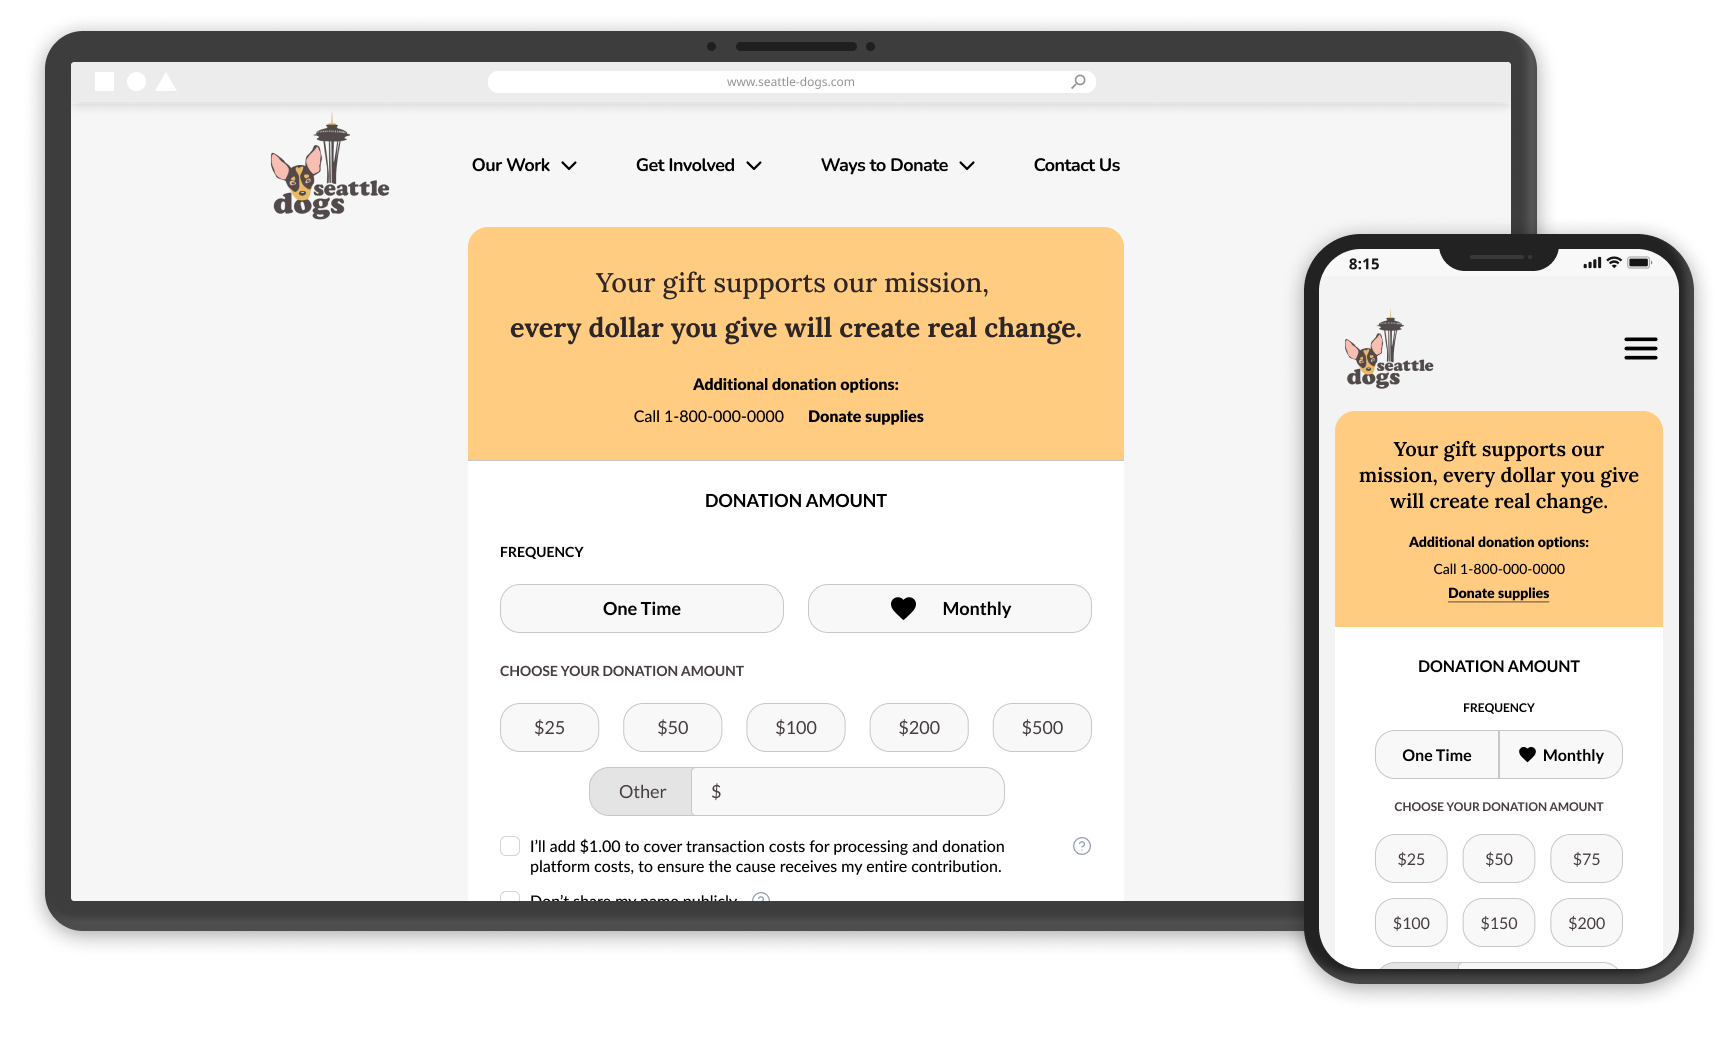 www.seattle-dogs.com
seattle
dogs
Our Work
Get Involved
Ways to Donate
Contact Us
Your gift supports our mission,
every dollar you give will create real change.
Additional donation options:
Call 1-800-000-0000 Donate supplies
DONATION AMOUNT
FREQUENCY
One Time
Monthly
CHOOSE YOUR DONATION AMOUNT
$25
$50
$100
$200
$500
Other $
I'll add $1.00 to cover transaction costs for processing and donation
platform costs, to ensure the cause receives my entire contribution.
?
Don't share my name publicly
?
8:15
seattle
dogs
Your gift supports our
mission, every dollar you give
will create real change.
Additional donation options:
Call 1-800-000-0000
Donate supplies
DONATION AMOUNT
FREQUENCY
One Time
Monthly
CHOOSE YOUR DONATION AMOUNT
$25
$50
$75
$100
$150
$200